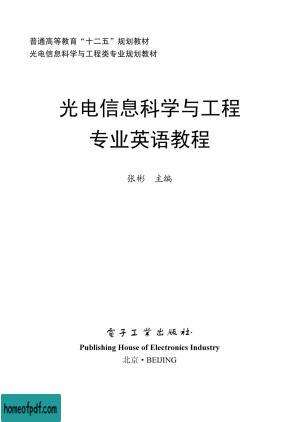 普通高等教育“十二五”规划教材
光电信息科学与工程类专业规划教材
光电信息科学与工程
专业英语教程
张彬 主编
电子工业出版社
Publishing House of Electronics Industry
北京·BEIJING
homeofpdf.com